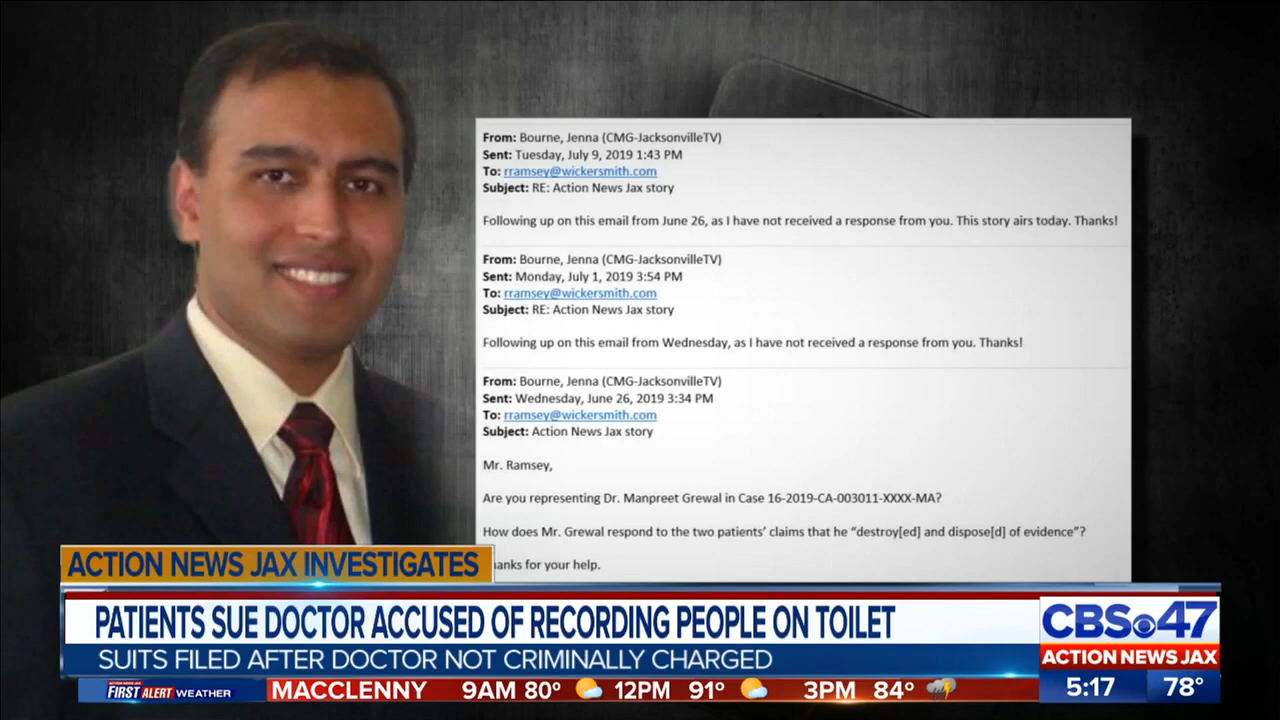 From: Bourne, Jenna (CMG-JacksonvilleTV)
Sent: Tuesday, July 9, 2019 1:43 PM
To: rramsey@wickersmith.com
Subject: RE: Action News Jax story
Following up on this email from June 26, as I have not received a response from you. This story airs today. Thanks!
From: Bourne, Jenna (CMG-JacksonvilleTV)
Sent: Monday, July 1, 2019 3:54 PM
To: rramsey@wickersmith.com
Subject: RE: Action News Jax story
Following up on this email from Wednesday, as I have not received a response from you. Thanks!
From: Bourne, Jenna (CMG-JacksonvilleTV)
Sent: Wednesday, June 26, 2019 3:34 PM
To: rramsey@wickersmith.com
Subject: Action News Jax story
Mr. Ramsey,
Are you representing Dr. Manpreet Grewal in Case 16-2019-CA-003011-XXXX-MA?
How does Mr. Grewal respond to the two patients' claims that he “destroy[ed] and dispose[d] of evidence”?
anks for your help.
ACTION NEWS JAX INVESTIGATES
PATIENTS SUE DOCTOR ACCUSED OF RECORDING PEOPLE ON TOILET
SUITS FILED AFTER DOCTOR NOT CRIMINALLY CHARGED
CBS 47
ACTION NEWS JAX
5:17 78°
ACTION NEWS JAX
FIRST ALERT WEATHER
MACCLENNY 9AM 80° 12PM 91° 3PM 84°